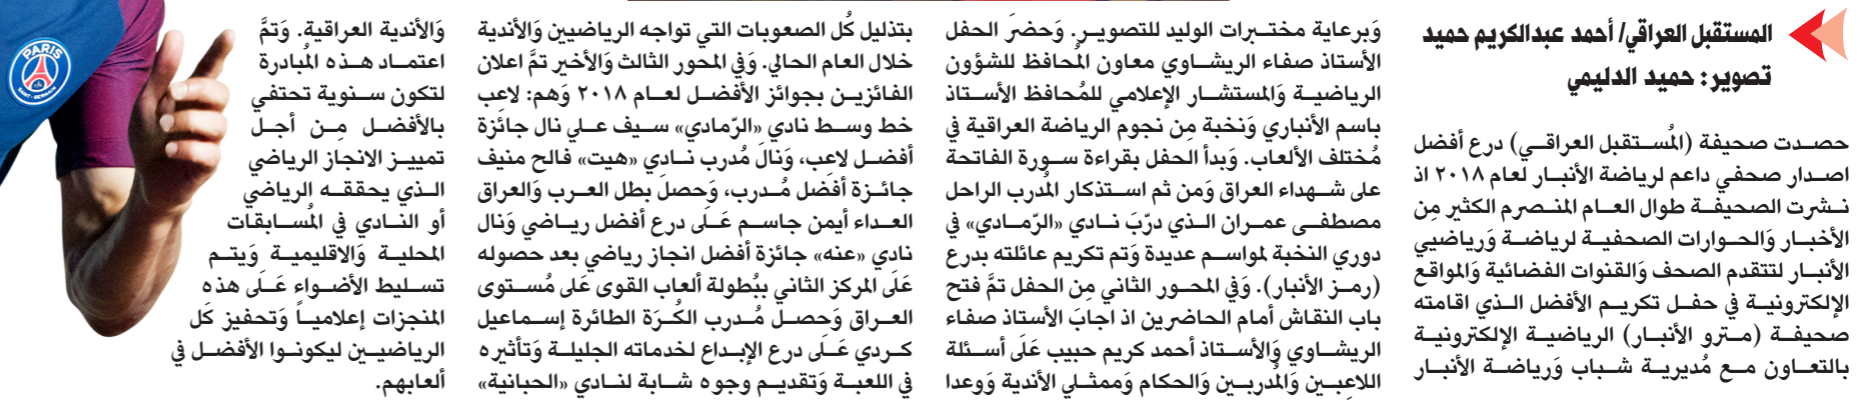 المستقبل العراقي/ أحمد عبدالكريم حميد
تصوير: حميد الدليمي
حصدت صحيفة (المُستقبل العراقي) درع أفضل
اصدار صحفي داعم لرياضة الأنبار لعام ٢٠١٨ اذ
نشرت الصحيفة طوال العام المنصرم الكثير مِن
الأخبار وَالحوارات الصحفية لرياضة وَرياضيي
الأنبار لتتقدم الصحف وَالقنوات الفضائية وَالمواقع
الإلكترونية في حفل تكريم الأفضل الذي اقامته
صحيفة (مترو الأنبار) الرياضية الإلكترونية
بالتعاون مع مُديرية شباب وَرياضة الأنبار
وَبرعاية مختبرات الوليد للتصوير. وَحضرَ الحفل
الأستاذ صفاء الريشاوي معاون المُحافظ للشؤون
الرياضية وَالمستشار الإعلامي للمُحافظ الأستاذ
باسم الأنباري وَنخبة مِن نجوم الرياضة العراقية في
مُختلف الألعاب. وَبدأ الحفل بقراءة سورة الفاتحة
على شهداء العراق وَمن ثم استذكار المُدرب الراحل
مصطفى عمران الذي درّبَ نادي «الرّمادي» في
دوري النخبة لمواسم عديدة وَتم تكريم عائلته بدرع
(رمز الأنبار). وَفي المحور الثاني مِن الحفل تمَّ فتح
باب النقاش أمام الحاضرين اذ اجابَ الأستاذ صفاء
الريشاوي وَالأستاذ أحمد كريم حبيب عَلَى أسئلة
اللاعِبين وَالمُدربين وَالحكام وَممثلي الأندية وَوعدا
بتذليل كُل الصعوبات التي تواجه الرياضيين وَالأندية
خلال العام الحالي. وَفي المحور الثالث وَالأخير تمَّ اعلان
الفائزين بجوائز الأفضل لعام ٢٠١٨ وَهم: لاعِب
خط وسط نادي «الرّمادي» سيف علي نال جائزة
أفضل لاعِب، وَنالَ مُدرب نادي «هيت» فالح منيف
جائزة أفضل مُدرب، وَحصلَ بطل العرب وَالعراق
العداء أيمن جاسم عَلَى درع أفضل رياضي وَنال
نادي «عنه» جائزة أفضل انجاز رياضي بعد حصوله
عَلَى المركز الثاني ببُطولة ألعاب القوى عَلى مُستوى
العراق وَحصل مُدرب الكُرَة الطائرة إسماعيل
كردي عَلَى درع الإبداع لخدماته الجليلة وَتأثيره
في اللعبة وَتقديم وجوه شابة لنادي «الحبانية»
وَالأندية العراقية. وَتمَّ
اعتماد هذه المُبادرة
لتكون سنوية تحتفي
بالأفضل مِن أجل
تمييز الانجاز الرياضي
الذي يحققه الرياضي
أو النادي في المُسابقات
المحلية وَالاقليمية وَيتم
تسليط الأضواء عَلَى هذه
المنجزات إعلامياً وَتحفيز كَل
الرياضيين ليكونوا الأفضل في
ألعابهم.
PARIS
SAINT-GERMAIN